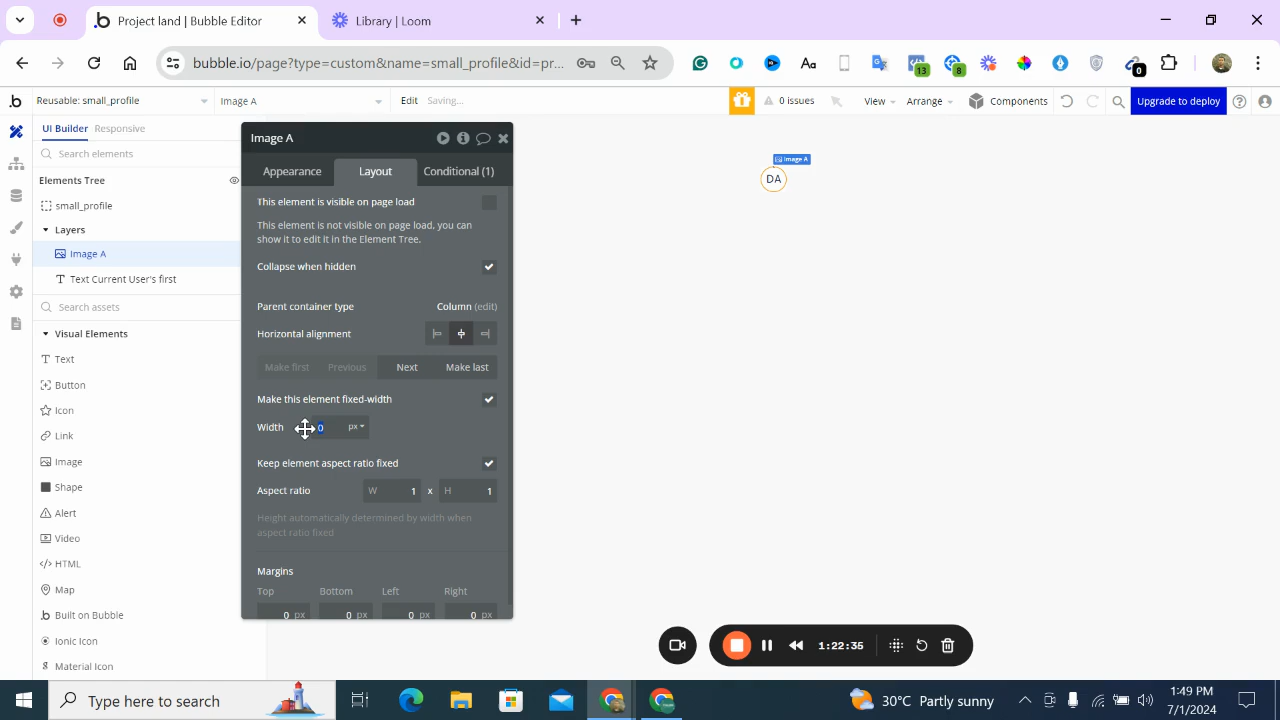 Project land | Bubble Editor
Library | Loom
bubble.io/page?type=custom&name=small_profile&id=pr...
13
8
0
Reusable: small_profile
Image A
Edit
Saving...
0 issues
View
Arrange
Components
Upgrade to deploy
UI Builder
Responsive
Search elements
Elements Tree
small_profile
Layers
Image A
Text Current User's first
Search assets
Visual Elements
Text
Button
Icon
Link
Image
Shape
Alert
Video
HTML
Map
Built on Bubble
Ionic Icon
Material Icon
Image A
Appearance
Layout
Conditional (1)
This element is visible on page load
This element is not visible on page load, you can
show it to edit it in the Element Tree.
Collapse when hidden
Parent container type
Column (edit)
Horizontal alignment
Make first
Previous
Next
Make last
Make this element fixed-width
Width
0
px
Keep element aspect ratio fixed
Aspect ratio
W 1 x H 1
Height automatically determined by width when
aspect ratio fixed
Margins
Top
Bottom
Left
Right
0 px
0 px
0 px
0 px
Image A
DA
1:22:35
Type here to search
30°C Partly sunny
1:49 PM
7/1/2024